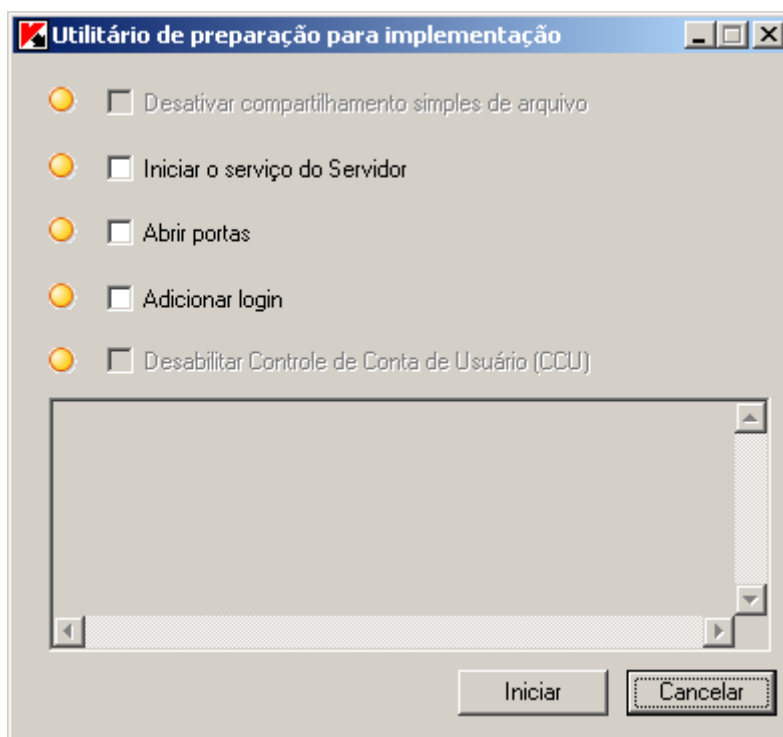 Utilitário de preparação para implementação
Desativar compartilhamento simples de arquivo
Iniciar o serviço do Servidor
Abrir portas
Adicionar login
Desabilitar Controle de Conta de Usuário (CCU)
Iniciar
Cancelar